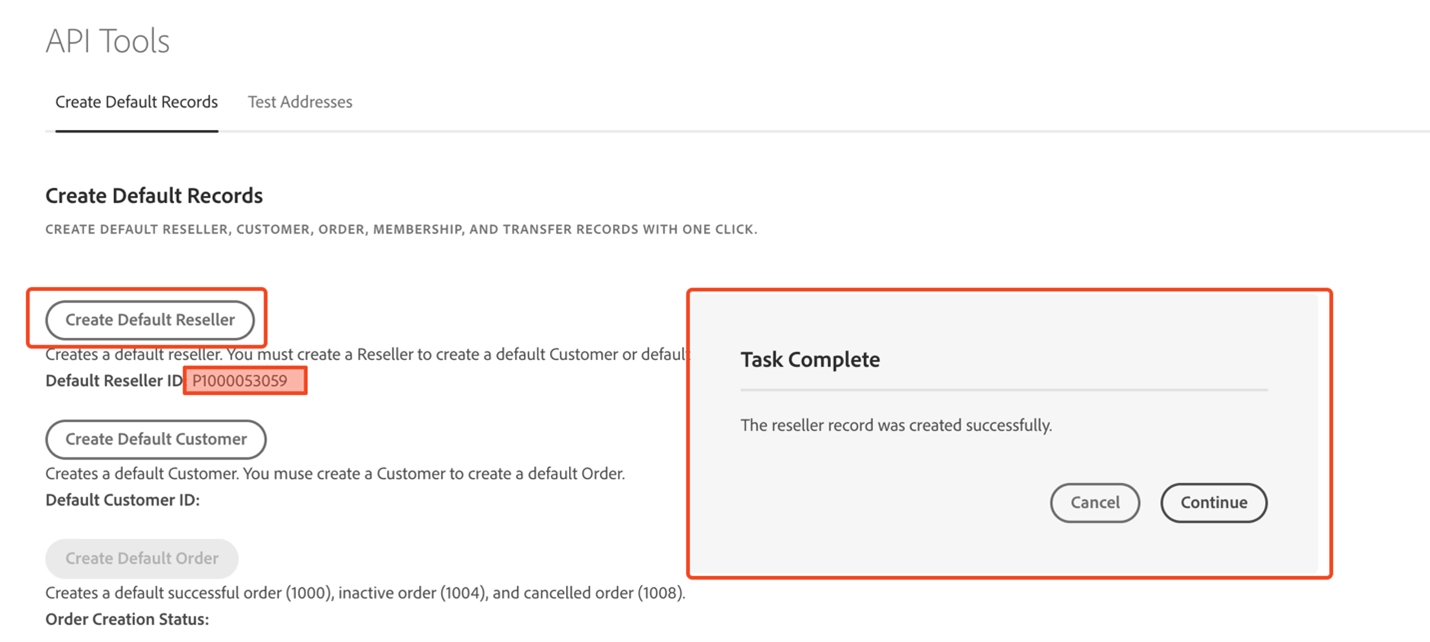 API Tools
Create Default Records Test Addresses
Create Default Records
CREATE DEFAULT RESELLER, CUSTOMER, ORDER, MEMBERSHIP, AND TRANSFER RECORDS WITH ONE CLICK.
Create Default Reseller
Creates a default reseller. You must create a Reseller to create a default Customer or default
Default Reseller ID P1000053059
Create Default Customer
Creates a default Customer. You muse create a Customer to create a default Order.
Default Customer ID:
Create Default Order
Creates a default successful order (1000), inactive order (1004), and cancelled order (1008).
Order Creation Status:
Task Complete
The reseller record was created successfully.
Cancel Continue